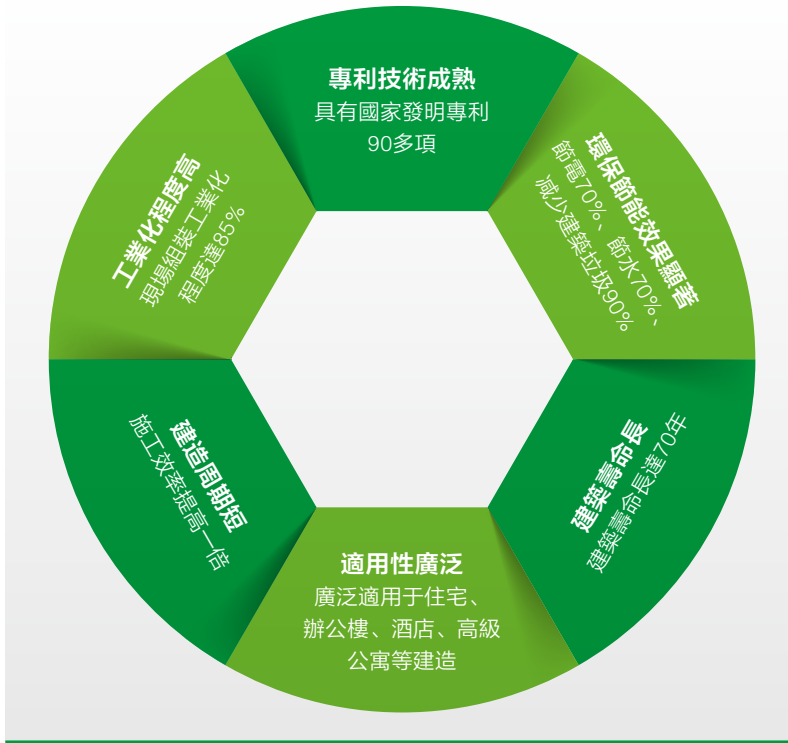 專利技術成熟
具有國家發明專利
90多項
環保節能效果顯著
節電70%、節水70%、
減少建築垃圾90%
建築壽命長
建築壽命長達70年
適用性廣泛
廣泛適用于住宅、
辦公樓、酒店、高級
公寓等建造
建造周期短
施工效率提高一倍
工業化程度高
現場組裝工業化
程度達85%